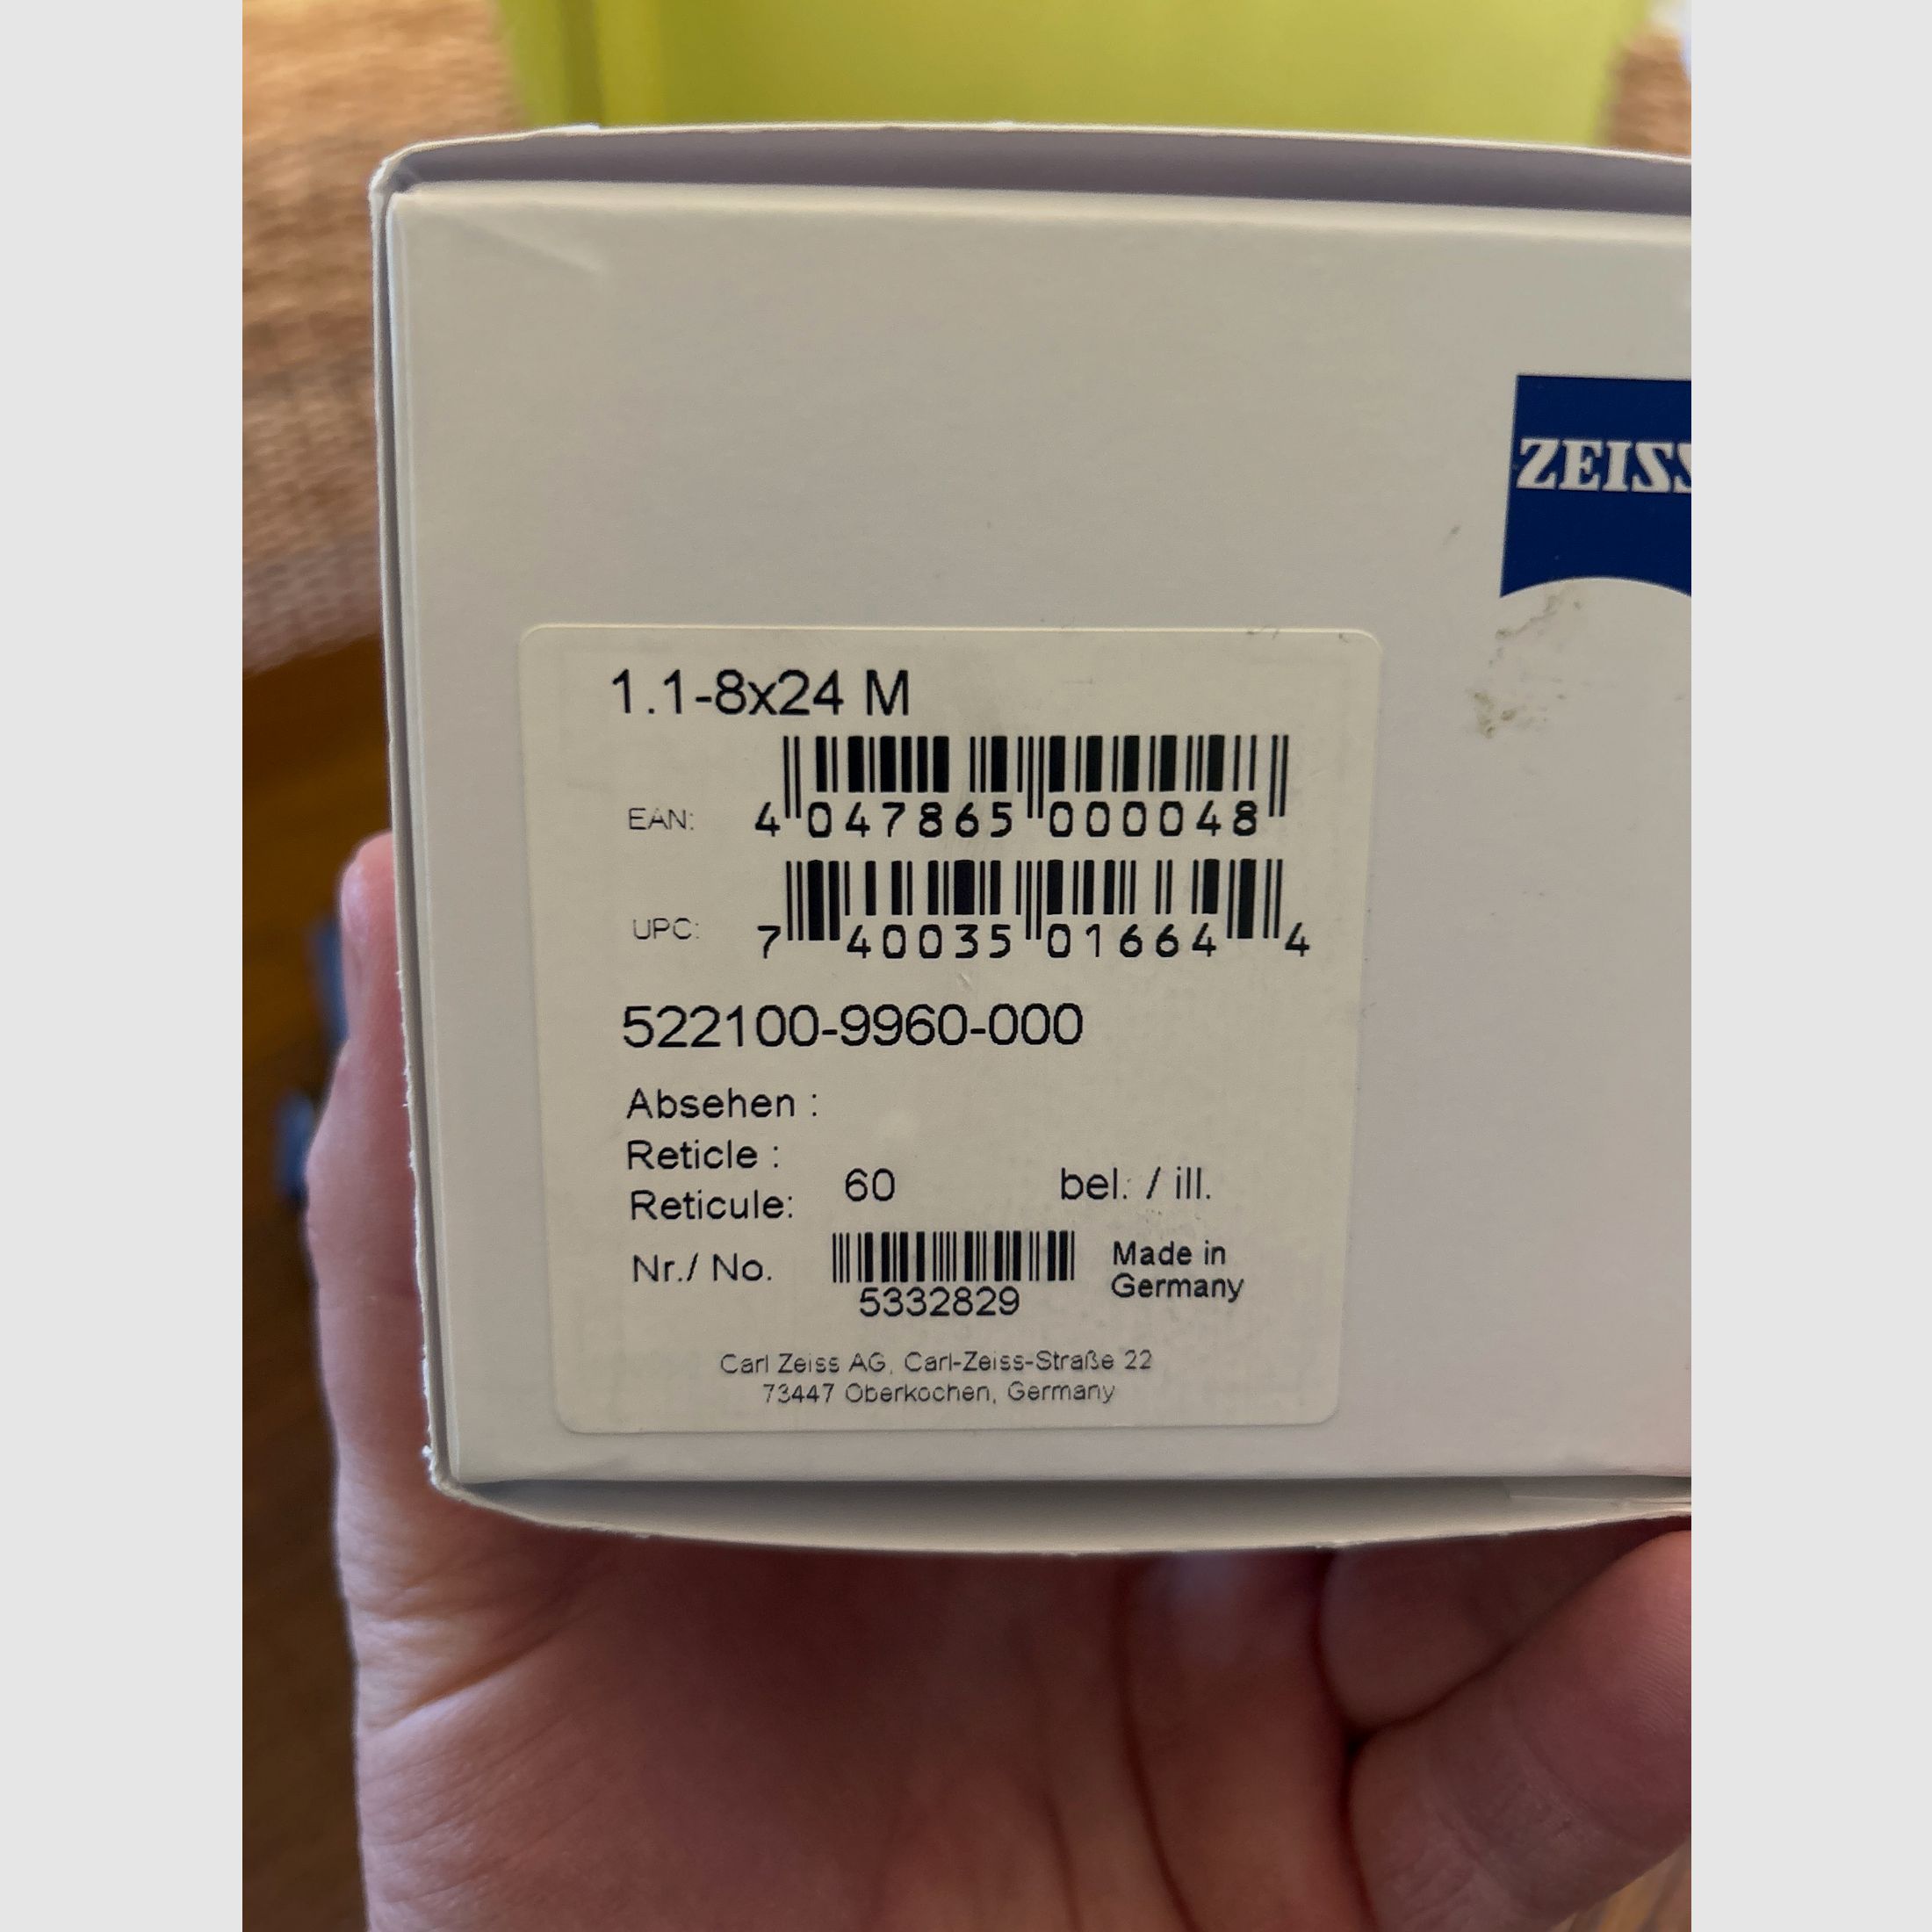 ZEISS
1.1-8x24 M
EAN: 4 047865 000048
UPC: 7 40035 01664 4
522100-9960-000
Absehen :
Reticle :
Reticule: 60 bel. / ill.
Nr./ No. 5332829 Made in Germany
Carl Zeiss AG, Carl-Zeiss-Straße 22
73447 Oberkochen, Germany